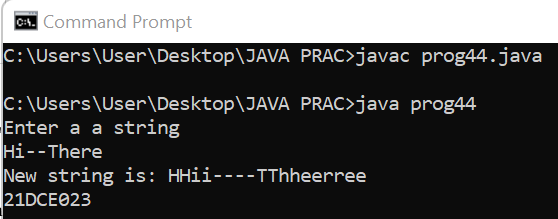 Command Prompt
C:\Users\User\Desktop\JAVA PRAC>javac prog44.java
C:\Users\User\Desktop\JAVA PRAC>java prog44
Enter a a string
Hi--There
New string is: HHii----TThheerree
21DCE023